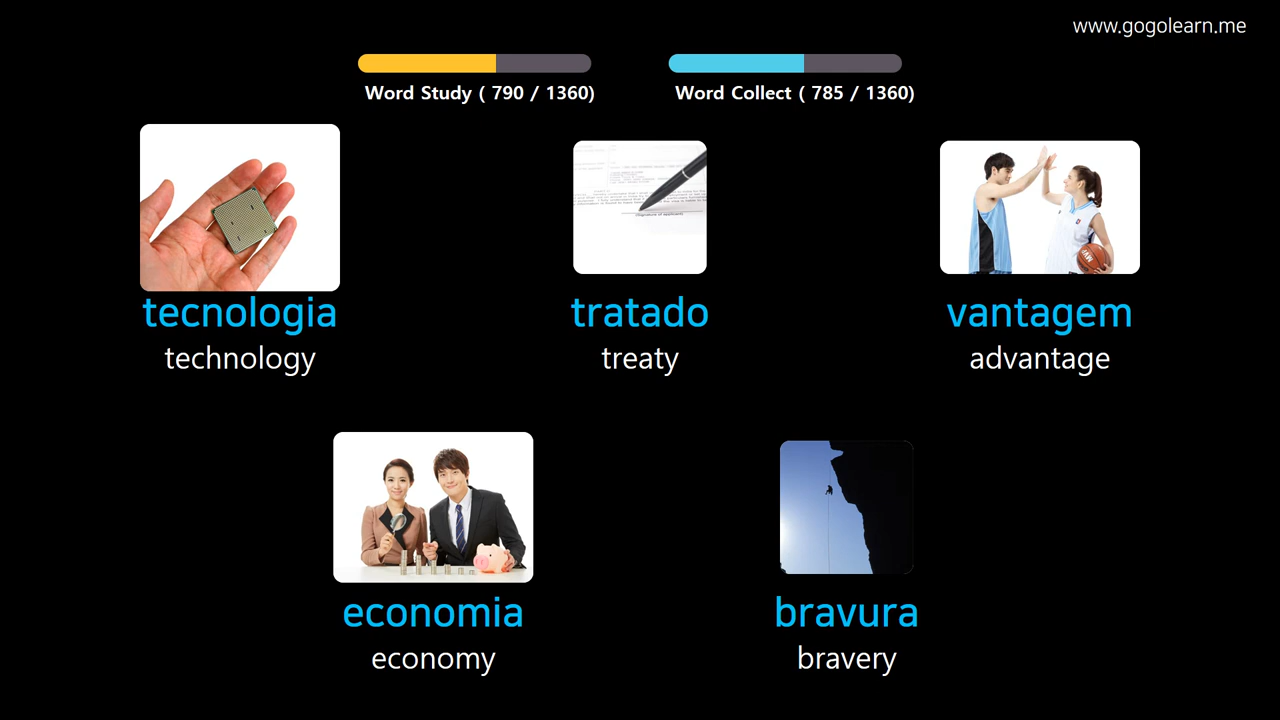 www.gogolearn.me
Word Study ( 790 / 1360)
Word Collect ( 785 / 1360)
tecnologia
technology
tratado
treaty
vantagem
advantage
economia
economy
bravura
bravery